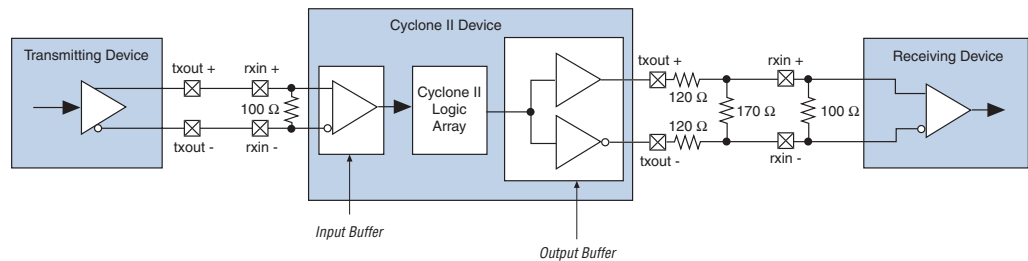 Cyclone II Device
Transmitting Device
Receiving Device
txout +
rxin +
100 Ω
txout -
rxin -
Cyclone II
Logic
Array
txout +
120 Ω
170 Ω
rxin +
100 Ω
120 Ω
txout -
rxin -
Input Buffer
Output Buffer